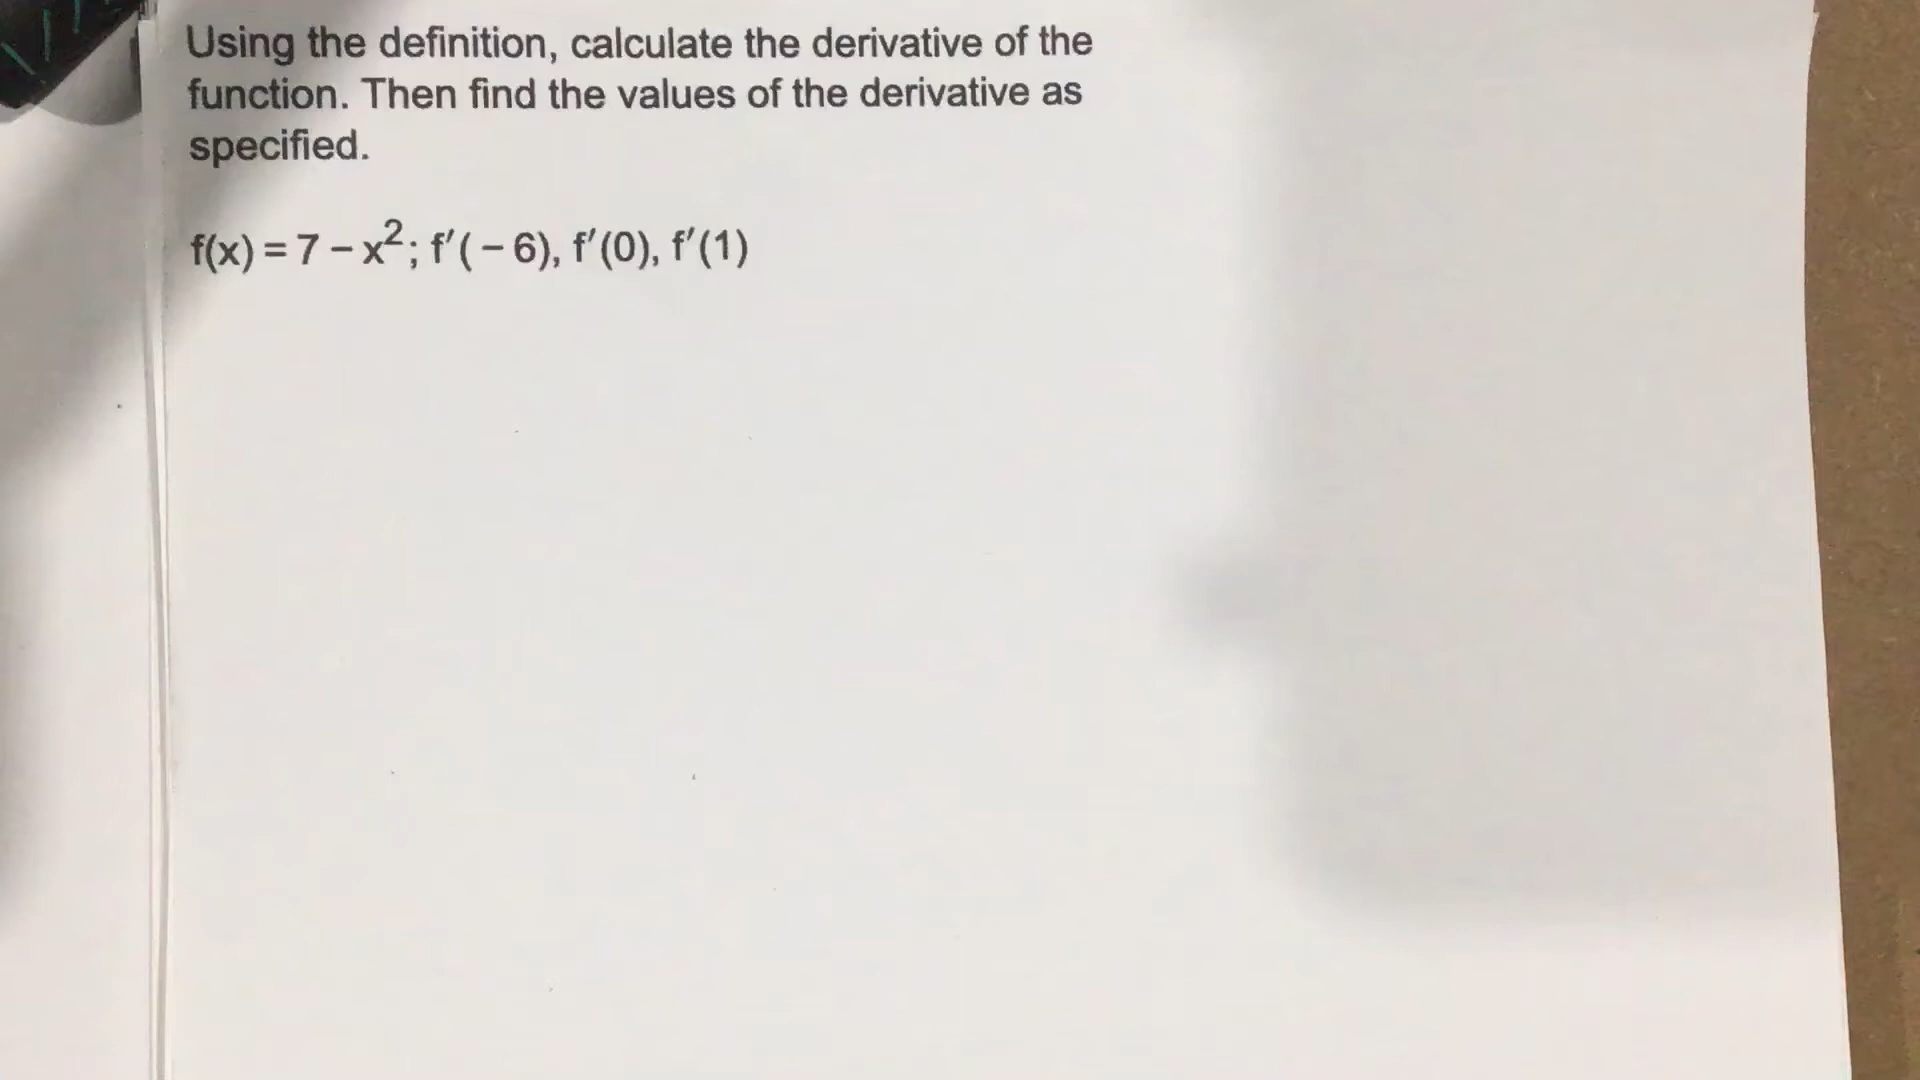 Using the definition, calculate the derivative of the
function. Then find the values of the derivative as
specified.
f(x) = 7 − x²; f′( − 6), f′(0), f′(1)